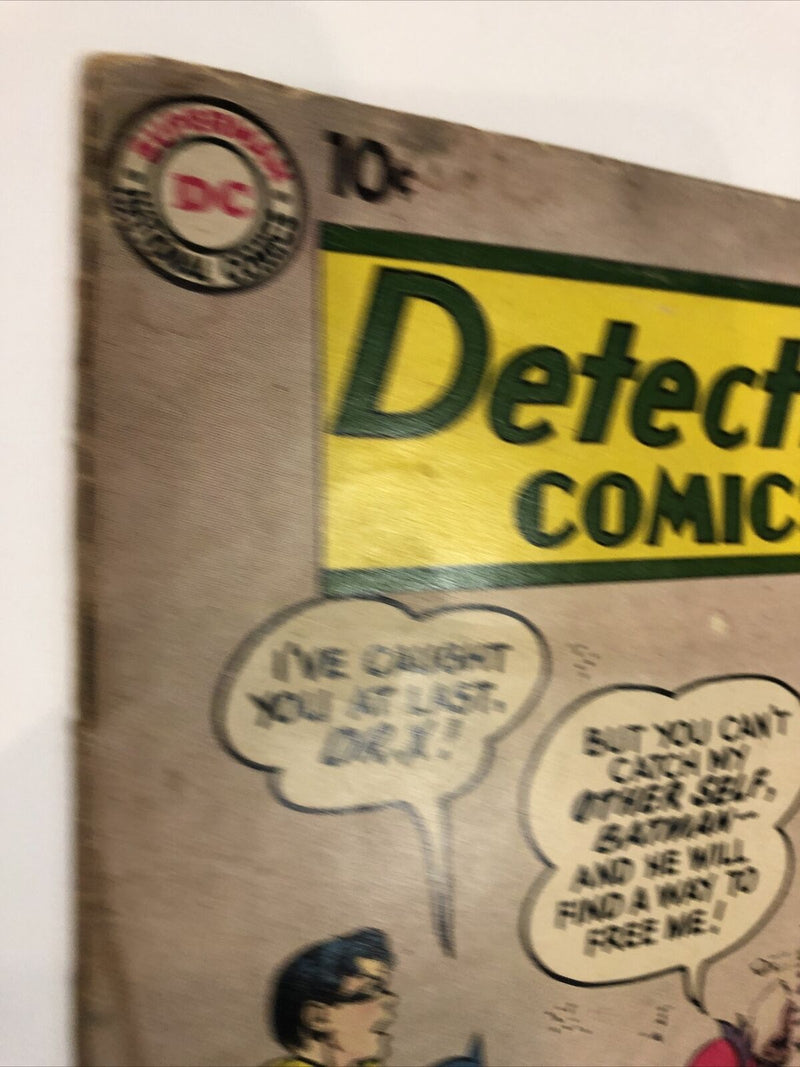 SUPERMAN
DC
NATIONAL COMICS
10¢
Detect
COMIC
I'VE CAUGHT
YOU AT LAST,
DR. X!
BUT YOU CAN'T
CATCH MY
OTHER SELF,
BATMAN--
AND HE WILL
FIND A WAY TO
FREE ME!